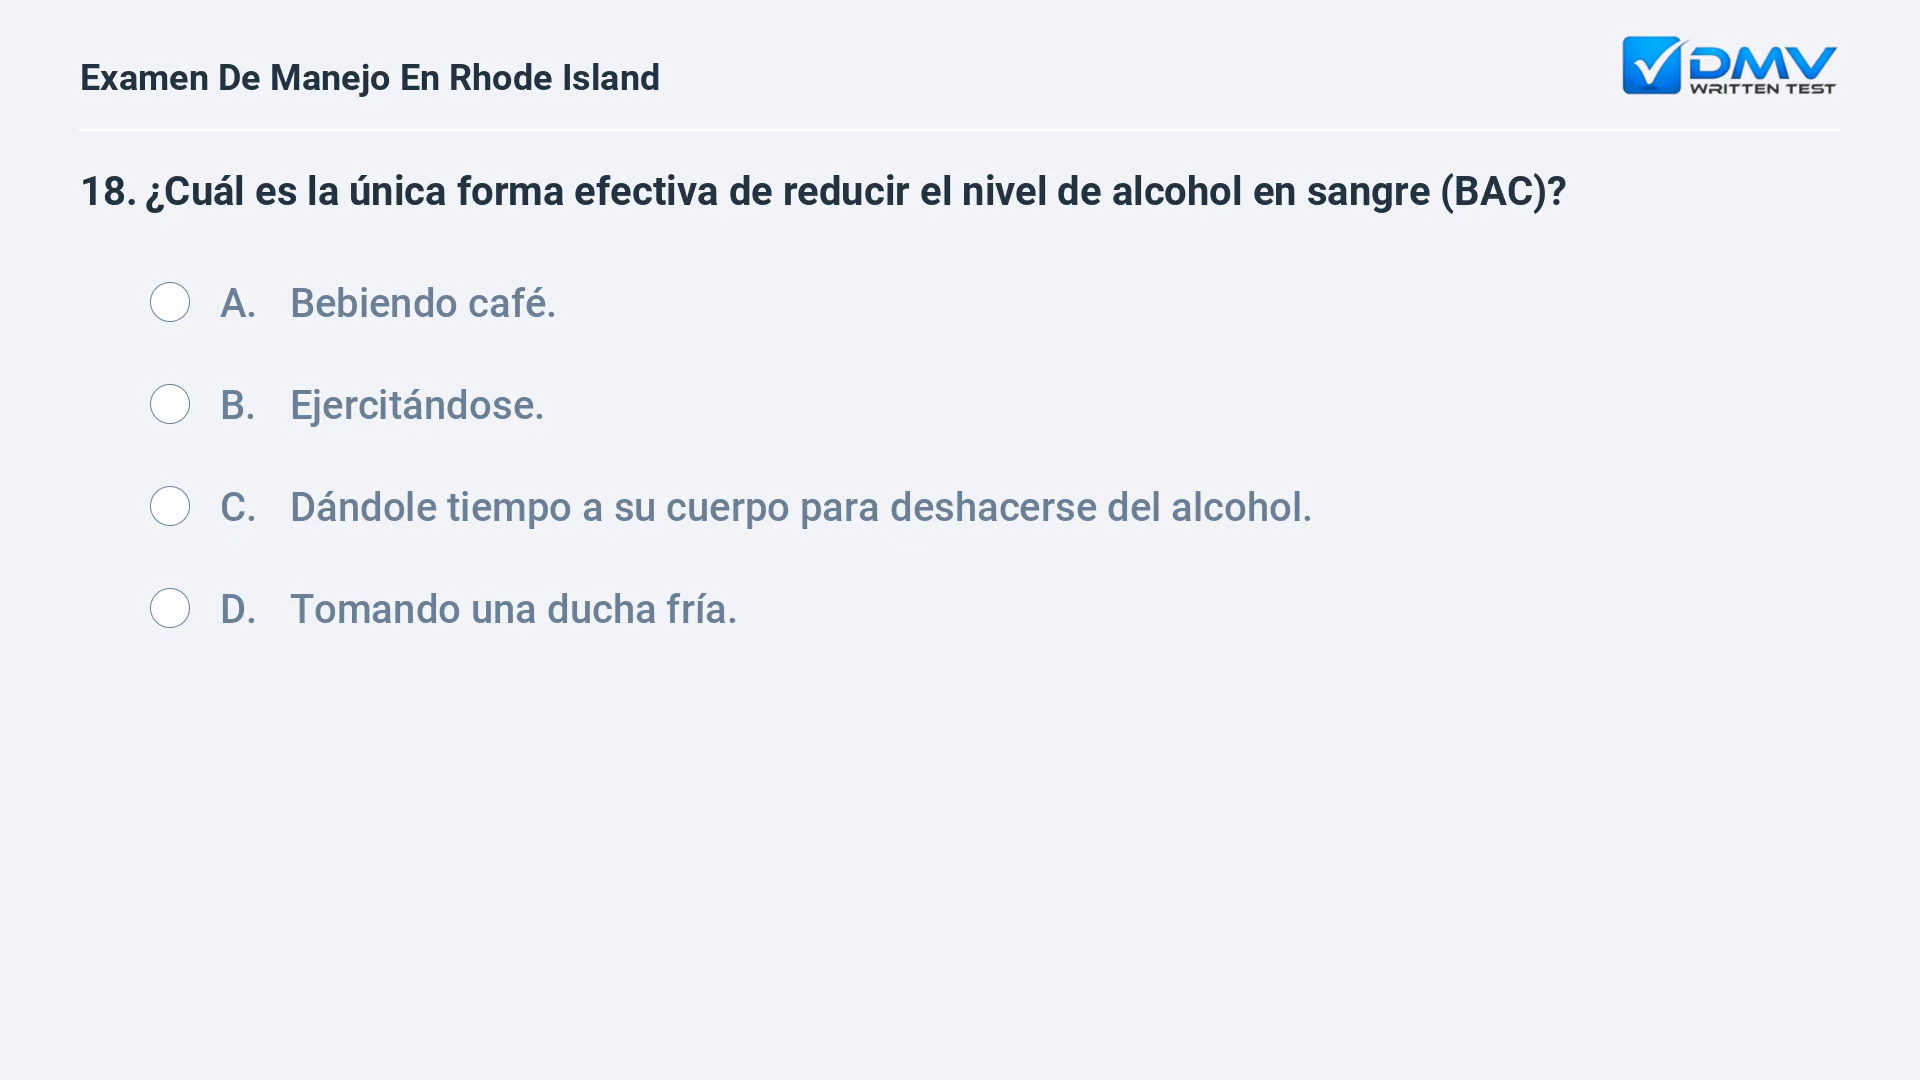 Examen De Manejo En Rhode Island
DMV
WRITTEN TEST
18. ¿Cuál es la única forma efectiva de reducir el nivel de alcohol en sangre (BAC)?
A. Bebiendo café.
B. Ejercitándose.
C. Dándole tiempo a su cuerpo para deshacerse del alcohol.
D. Tomando una ducha fría.